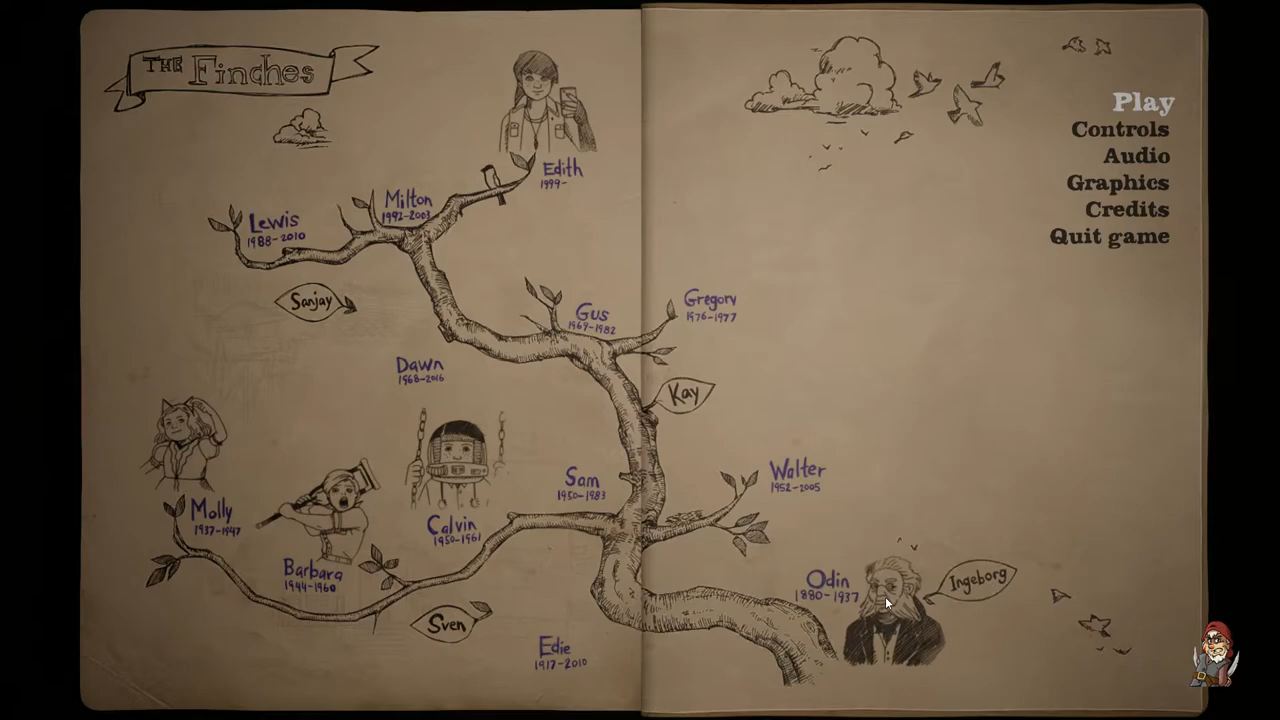 THE Finches
Play
Controls
Audio
Graphics
Credits
Quit game
Edith
1999-
Milton
1992-2003
Lewis
1988-2010
Sanjay
Gus
1969-1982
Gregory
1976-1977
Dawn
1968-2016
Kay
Sam
1950-1983
Walter
1952-2005
Molly
1937-1947
Barbara
1944-1960
Calvin
1950-1961
Odin
1880-1937
Ingeborg
Sven
Edie
1917-2010